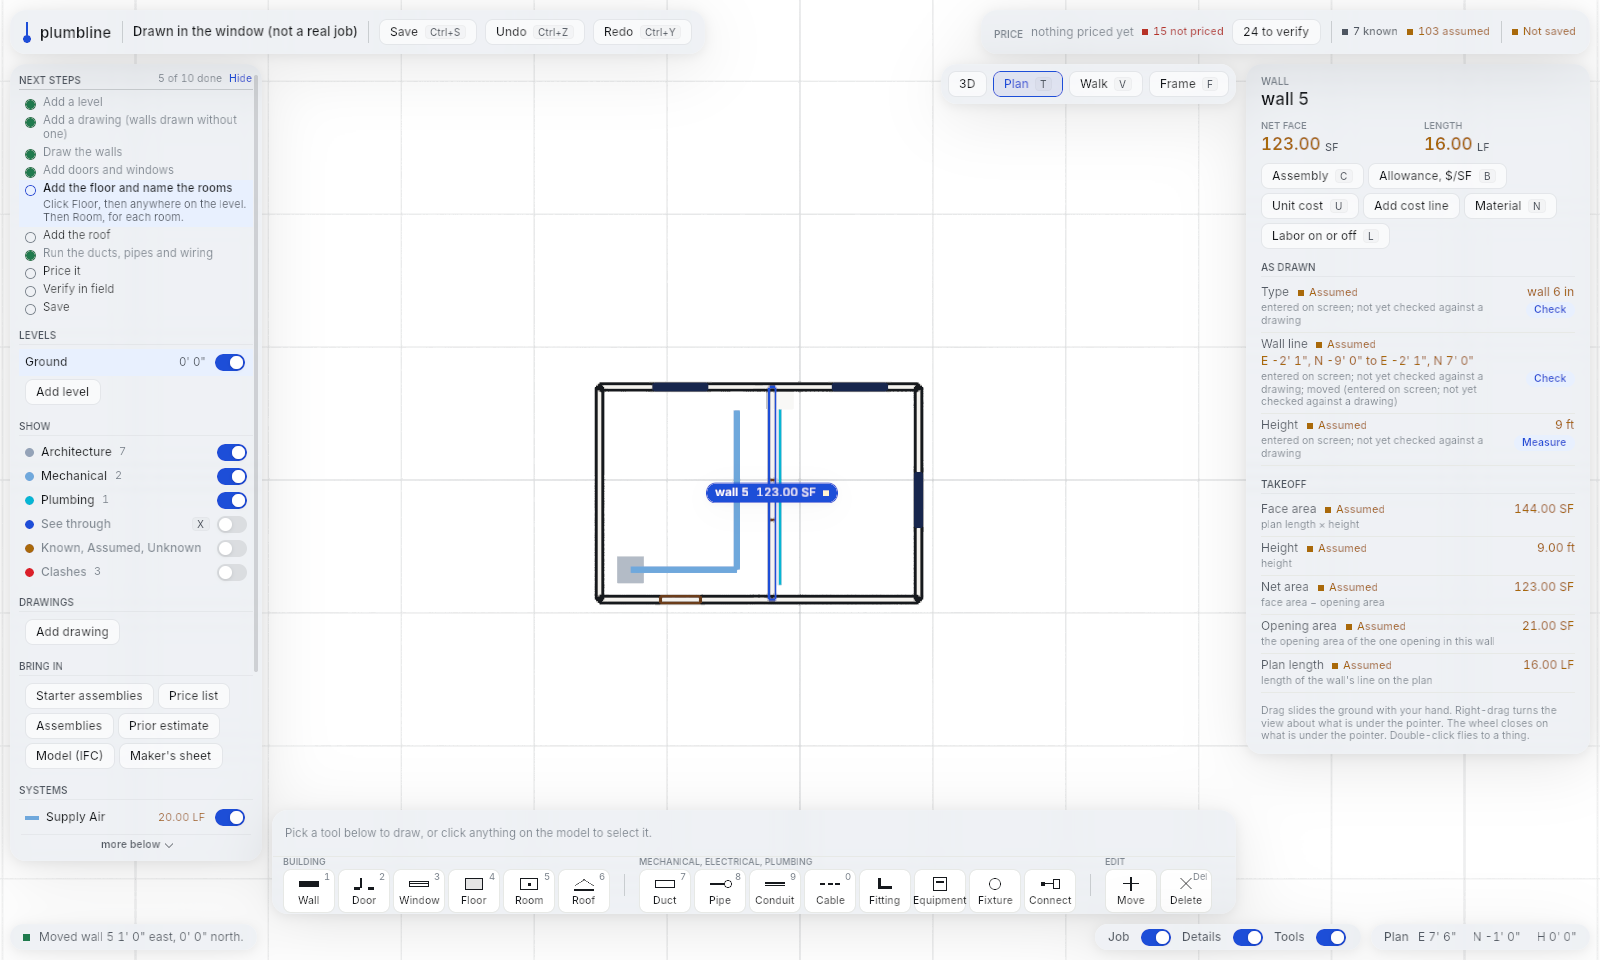 plumbline
Drawn in the window (not a real job)
Save Ctrl+S
Undo Ctrl+Z
Redo Ctrl+Y
PRICE nothing priced yet 15 not priced
24 to verify
7 known 103 assumed
Not saved
NEXT STEPS 5 of 10 done Hide
Add a level
Add a drawing (walls drawn without
one)
Draw the walls
Add doors and windows
Add the floor and name the rooms
Click Floor, then anywhere on the level.
Then Room, for each room.
Add the roof
Run the ducts, pipes and wiring
Price it
Verify in field
Save
LEVELS
Ground 0' 0"
Add level
SHOW
Architecture 7
Mechanical 2
Plumbing 1
See through X
Known, Assumed, Unknown
Clashes 3
DRAWINGS
Add drawing
BRING IN
Starter assemblies Price list
Assemblies Prior estimate
Model (IFC) Maker's sheet
SYSTEMS
Supply Air 20.00 LF
more below
3D
Plan T
Walk V
Frame F
wall 5 123.00 SF
WALL
wall 5
NET FACE LENGTH
123.00 SF 16.00 LF
Assembly C Allowance, $/SF B
Unit cost U Add cost line Material N
Labor on or off L
AS DRAWN
Type Assumed wall 6 in
entered on screen; not yet checked against a
drawing
Check
Wall line Assumed
E -2' 1", N -9' 0" to E -2' 1", N 7' 0"
entered on screen; not yet checked against a
drawing; moved (entered on screen; not yet
checked against a drawing)
Check
Height Assumed 9 ft
entered on screen; not yet checked against a
drawing
Measure
TAKEOFF
Face area Assumed 144.00 SF
plan length × height
Height Assumed 9.00 ft
height
Net area Assumed 123.00 SF
face area − opening area
Opening area Assumed 21.00 SF
the opening area of the one opening in this wall
Plan length Assumed 16.00 LF
length of the wall's line on the plan
Drag slides the ground with your hand. Right-drag turns the
view about what is under the pointer. The wheel closes on
what is under the pointer. Double-click flies to a thing.
Pick a tool below to draw, or click anything on the model to select it.
BUILDING
Wall 1
Door 2
Window 3
Floor 4
Room 5
Roof 6
MECHANICAL, ELECTRICAL, PLUMBING
Duct 7
Pipe 8
Conduit 9
Cable 0
Fitting
Equipment
Fixture
Connect
EDIT
Move
Delete Del
Moved wall 5 1' 0" east, 0' 0" north.
Job
Details
Tools
Plan E 7' 6" N -1' 0" H 0' 0"